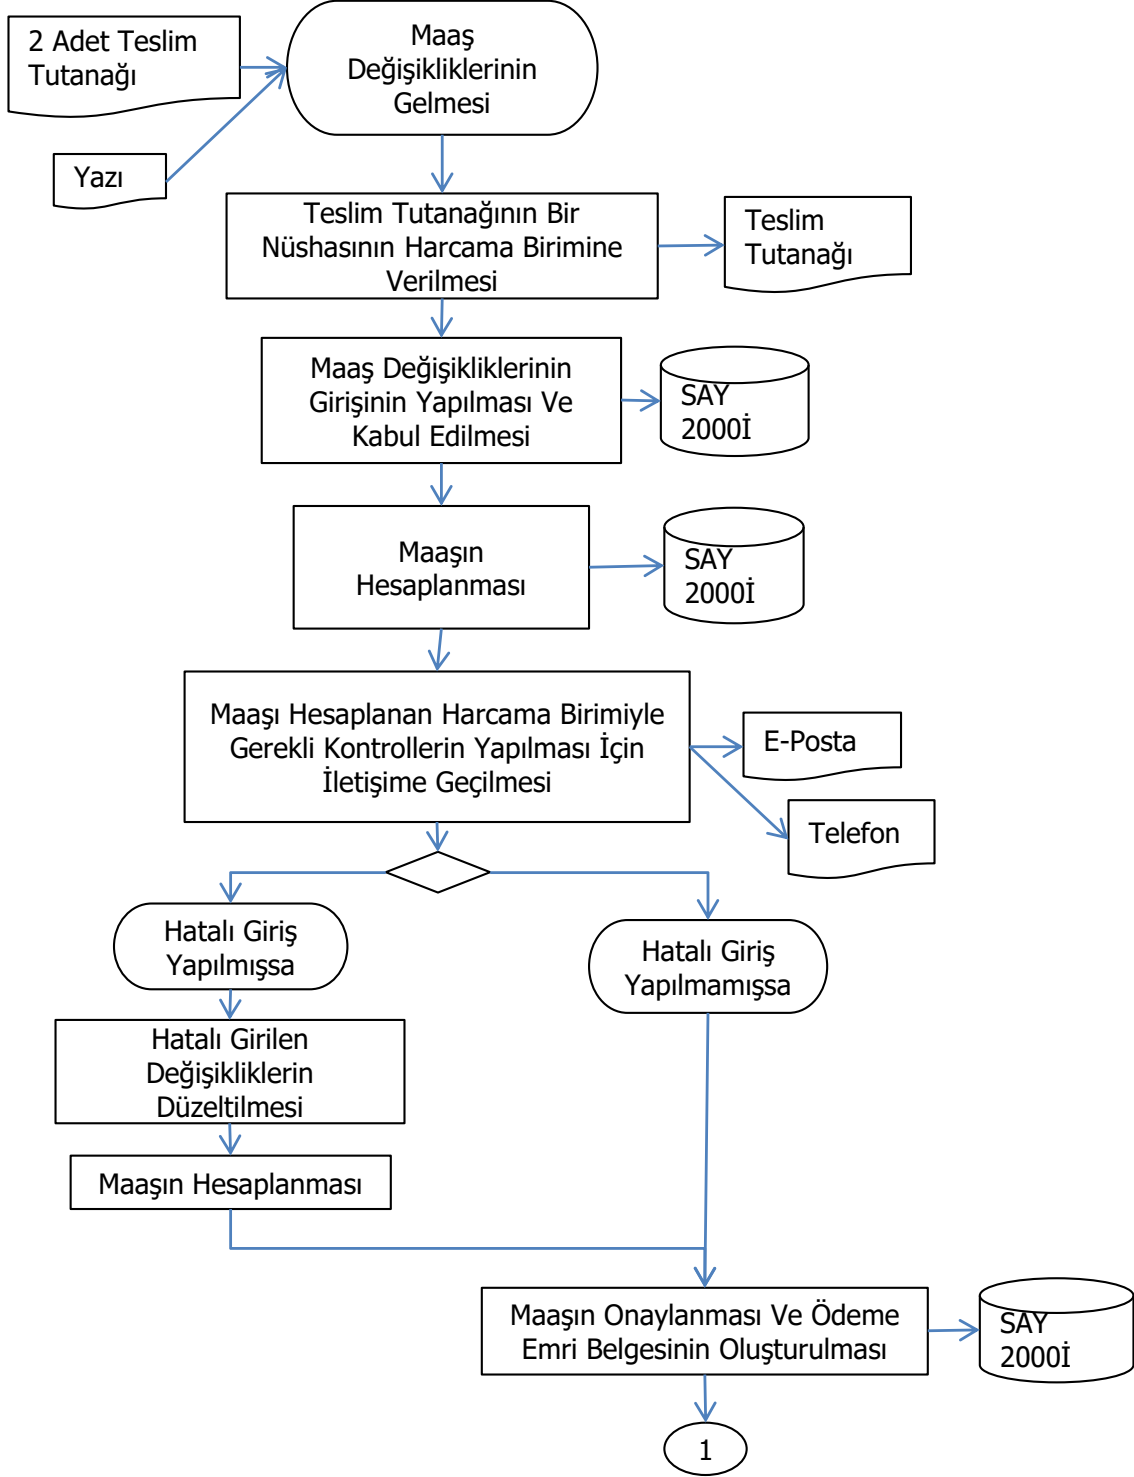 2 Adet Teslim
Tutanağı
Maaş
Değişikliklerinin
Gelmesi
Yazı
Teslim Tutanağının Bir
Nüshasının Harcama Birimine
Verilmesi
Teslim
Tutanağı
Maaş Değişikliklerinin
Girişinin Yapılması Ve
Kabul Edilmesi
SAY
2000İ
Maaşın
Hesaplanması
SAY
2000İ
Maaşı Hesaplanan Harcama Birimiyle
Gerekli Kontrollerin Yapılması İçin
İletişime Geçilmesi
E-Posta
Telefon
Hatalı Giriş
Yapılmışsa
Hatalı Giriş
Yapılmamışsa
Hatalı Girilen
Değişikliklerin
Düzeltilmesi
Maaşın Hesaplanması
Maaşın Onaylanması Ve Ödeme
Emri Belgesinin Oluşturulması
SAY
2000İ
1